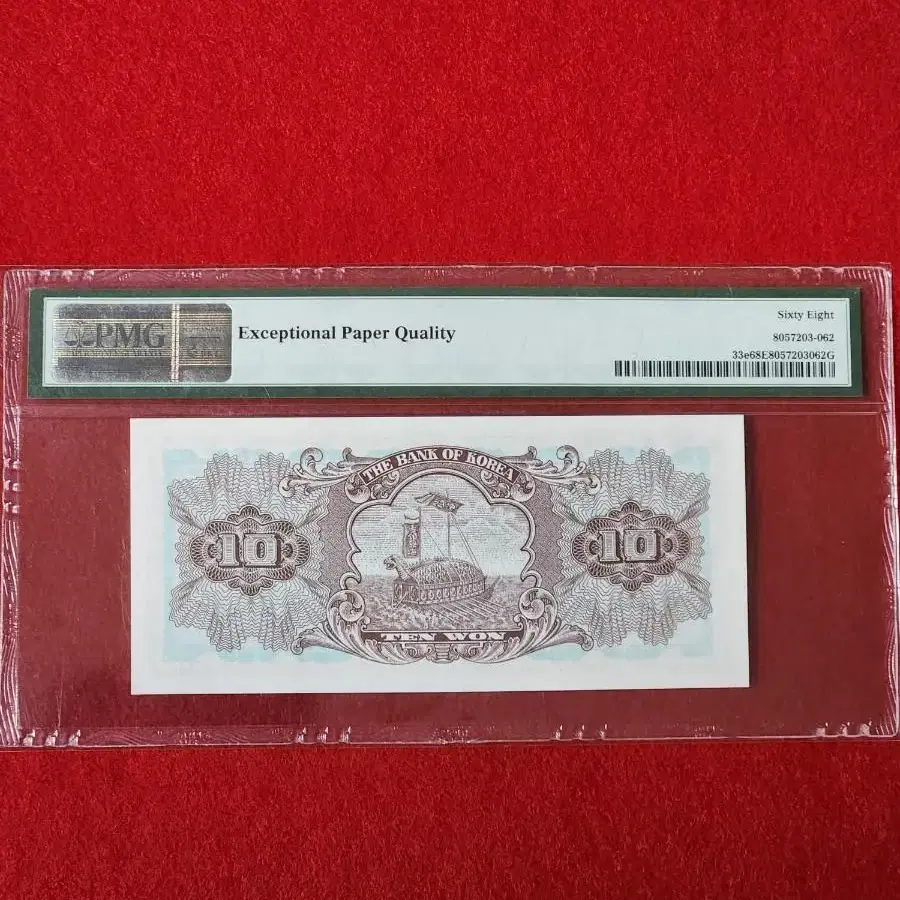 PMG
Exceptional Paper Quality
Sixty Eight
8057203-062
33e68E8057203062G
THE BANK OF KOREA
10
10
TEN WON